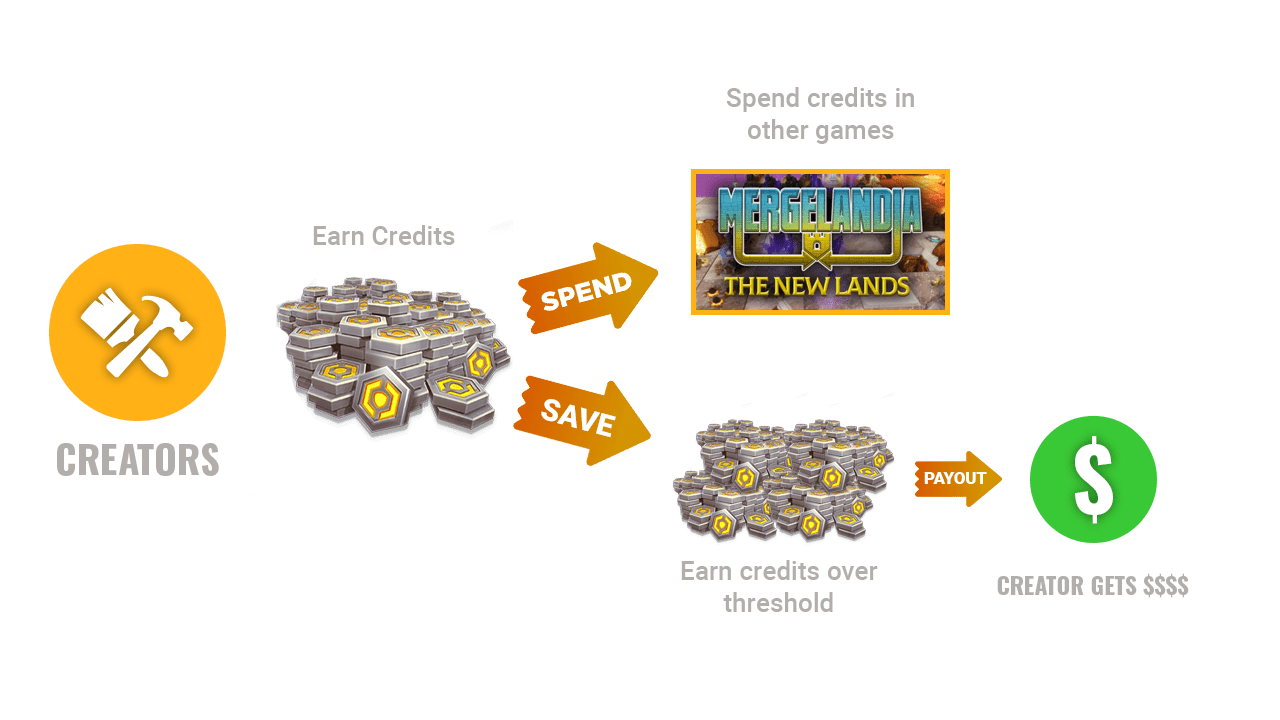 Spend credits in
other games
MERGELANDIA
THE NEW LANDS
Earn Credits
SPEND
CREATORS
SAVE
PAYOUT
$
Earn credits over
threshold
CREATOR GETS $$$$